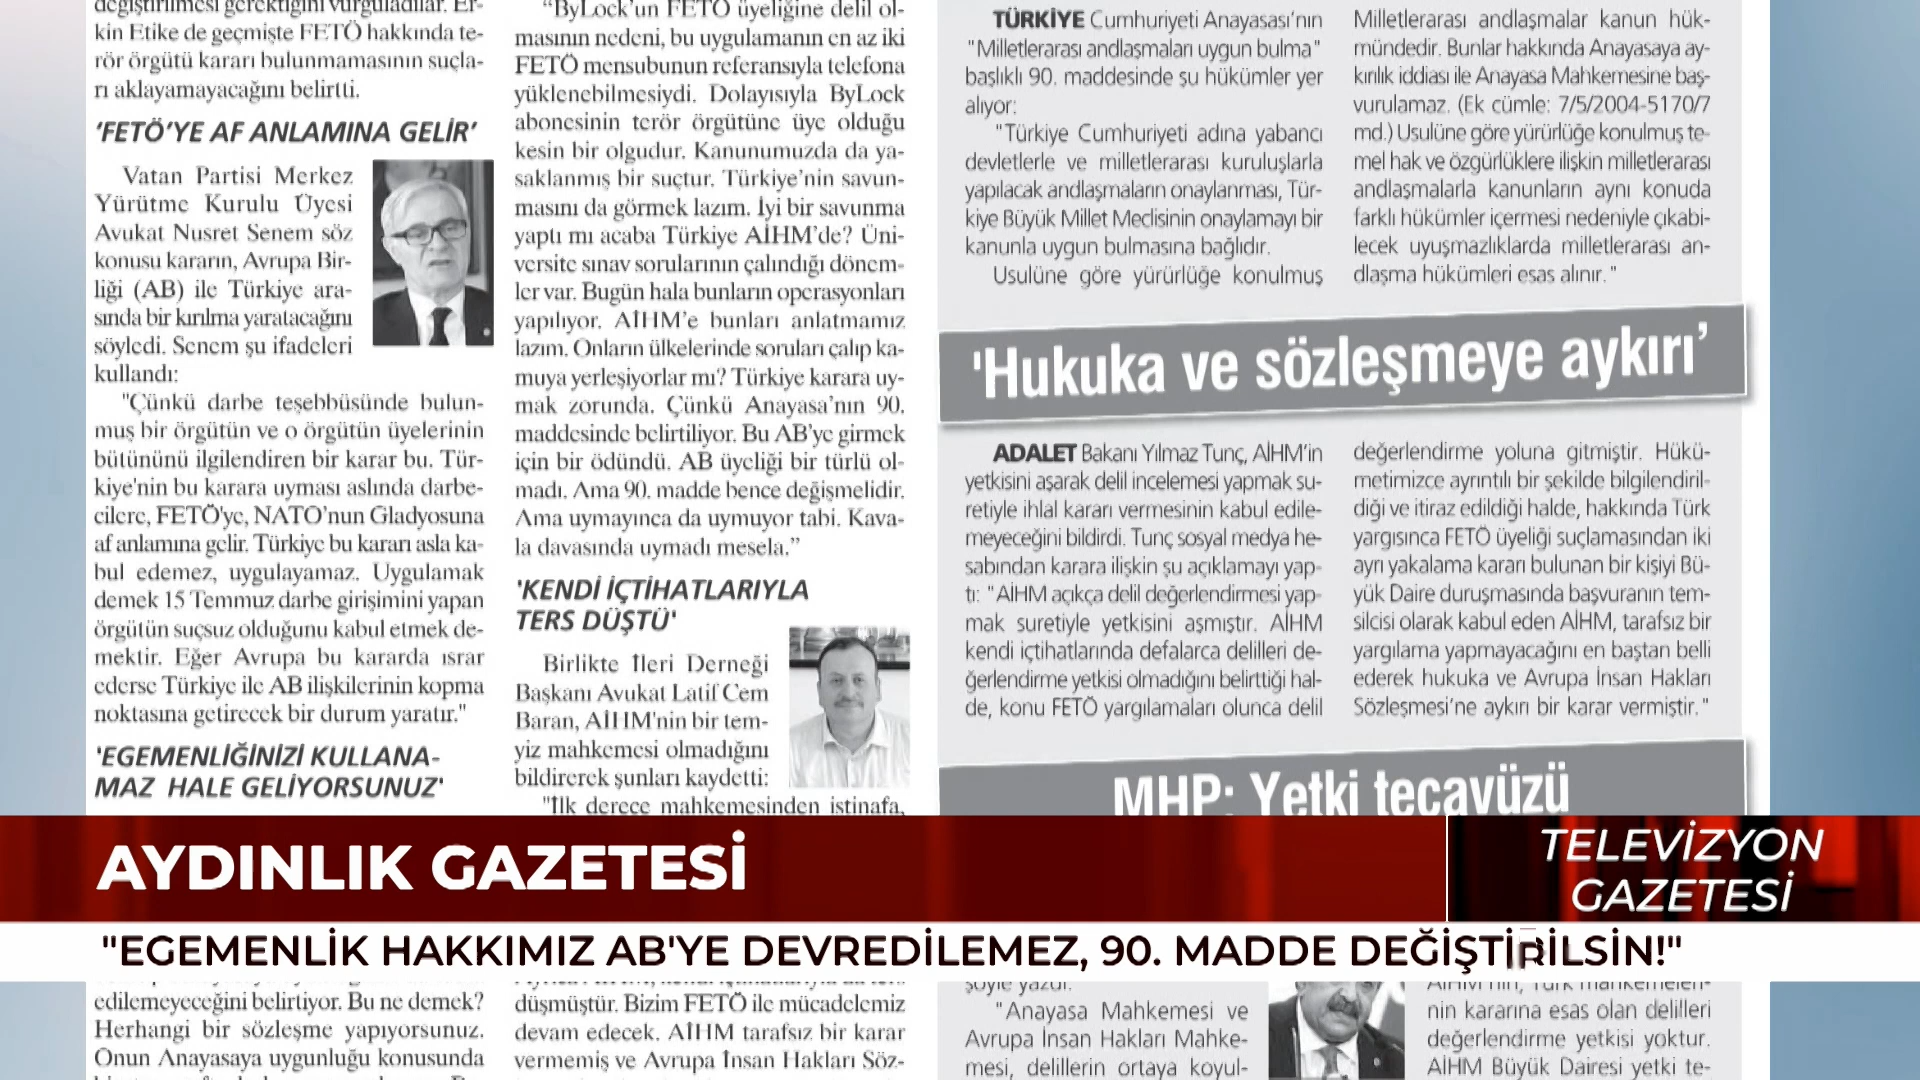 değiştirilmesi gerektiğini vurguladılar. Er-
kin Etike de geçmişte FETÖ hakkında te-
rör örgütü kararı bulunmamasının suçla-
rı aklayamayacağını belirtti.
‘FETÖ’YE AF ANLAMINA GELİR’
Vatan Partisi Merkez
Yürütme Kurulu Üyesi
Avukat Nusret Senem söz
konusu kararın, Avrupa Bir-
liği (AB) ile Türkiye ara-
sında bir kırılma yaratacağını
söyledi. Senem şu ifadeleri
kullandı:
"Çünkü darbe teşebbüsünde bulun-
muş bir örgütün ve o örgütün üyelerinin
bütününü ilgilendiren bir karar bu. Tür-
kiye'nin bu karara uyması aslında darbe-
cilere, FETÖ'ye, NATO’nun Gladyosuna
af anlamına gelir. Türkiye bu kararı asla ka-
bul edemez, uygulayamaz. Uygulamak
demek 15 Temmuz darbe girişimini yapan
örgütün suçsuz olduğunu kabul etmek de-
mektir. Eğer Avrupa bu kararda ısrar
ederse Türkiye ile AB ilişkilerinin kopma
noktasına getirecek bir durum yaratır."
'EGEMENLİĞİNİZİ KULLANA-
MAZ HALE GELİYORSUNUZ'
edilemeyeceğini belirtiyor. Bu ne demek?
Herhangi bir sözleşme yapıyorsunuz.
Onun Anayasaya uygunluğu konusunda
“ByLock’un FETÖ üyeliğine delil ol-
masının nedeni, bu uygulamanın en az iki
FETÖ mensubunun referansıyla telefona
yüklenebilmesiydi. Dolayısıyla ByLock
abonesinin terör örgütüne üye olduğu
kesin bir olgudur. Kanunumuzda da ya-
saklanmış bir suçtur. Türkiye’nin savun-
masını da görmek lazım. İyi bir savunma
yaptı mı acaba Türkiye AİHM’de? Üni-
versite sınav sorularının çalındığı dönem-
ler var. Bugün hala bunların operasyonları
yapılıyor. AİHM’e bunları anlatmamız
lazım. Onların ülkelerinde soruları çalıp ka-
muya yerleşiyorlar mı? Türkiye karara uy-
mak zorunda. Çünkü Anayasa’nın 90.
maddesinde belirtiliyor. Bu AB’ye girmek
için bir ödündü. AB üyeliği bir türlü ol-
madı. Ama 90. madde bence değişmelidir.
Ama uymayınca da uymuyor tabi. Kava-
la davasında uymadı mesela.”
'KENDİ İÇTİHATLARIYLA
TERS DÜŞTÜ'
Birlikte İleri Derneği
Başkanı Avukat Latif Cem
Baran, AİHM'nin bir tem-
yiz mahkemesi olmadığını
bildirerek şunları kaydetti:
"İlk derece mahkemesinden istinafa,
düşmüştür. Bizim FETÖ ile mücadelemiz
devam edecek. AİHM tarafsız bir karar
vermemiş ve Avrupa İnsan Hakları Söz-
TÜRKİYE Cumhuriyeti Anayasası’nın
"Milletlerarası andlaşmaları uygun bulma"
başlıklı 90. maddesinde şu hükümler yer
alıyor:
"Türkiye Cumhuriyeti adına yabancı
devletlerle ve milletlerarası kuruluşlarla
yapılacak andlaşmaların onaylanması, Tür-
kiye Büyük Millet Meclisinin onaylamayı bir
kanunla uygun bulmasına bağlıdır.
Usulüne göre yürürlüğe konulmuş
Milletlerarası andlaşmalar kanun hük-
mündedir. Bunlar hakkında Anayasaya ay-
kırılık iddiası ile Anayasa Mahkemesine baş-
vurulamaz. (Ek cümle: 7/5/2004-5170/7
md.) Usulüne göre yürürlüğe konulmuş te-
mel hak ve özgürlüklere ilişkin milletlerarası
andlaşmalarla kanunların aynı konuda
farklı hükümler içermesi nedeniyle çıkabi-
lecek uyuşmazlıklarda milletlerarası an-
dlaşma hükümleri esas alınır."
'Hukuka ve sözleşmeye aykırı’
ADALET Bakanı Yılmaz Tunç, AİHM’in
yetkisini aşarak delil incelemesi yapmak su-
retiyle ihlal kararı vermesinin kabul edile-
meyeceğini bildirdi. Tunç sosyal medya he-
sabından karara ilişkin şu açıklamayı yap-
tı: "AİHM açıkça delil değerlendirmesi yap-
mak suretiyle yetkisini aşmıştır. AİHM
kendi içtihatlarında defalarca delilleri de-
ğerlendirme yetkisi olmadığını belirttiği hal-
de, konu FETÖ yargılamaları olunca delil
değerlendirme yoluna gitmiştir. Hükü-
metimizce ayrıntılı bir şekilde bilgilendiril-
diği ve itiraz edildiği halde, hakkında Türk
yargısınca FETÖ üyeliği suçlamasından iki
ayrı yakalama kararı bulunan bir kişiyi Bü-
yük Daire duruşmasında başvuranın tem-
silcisi olarak kabul eden AİHM, tarafsız bir
yargılama yapmayacağını en baştan belli
ederek hukuka ve Avrupa İnsan Hakları
Sözleşmesi’ne aykırı bir karar vermiştir."
MHP: Yetki tecavüzü
şöyle yazdı:
"Anayasa Mahkemesi ve
Avrupa İnsan Hakları Mahke-
mesi, delillerin ortaya koyul-
AİHM'nin, Türk mahkemeleri-
nin kararına esas olan delilleri
değerlendirme yetkisi yoktur.
AİHM Büyük Dairesi yetki te-
AYDINLIK GAZETESİ
TELEVİZYON
GAZETESİ
"EGEMENLİK HAKKIMIZ AB'YE DEVREDİLEMEZ, 90. MADDE DEĞİŞTİRİLSİN!"